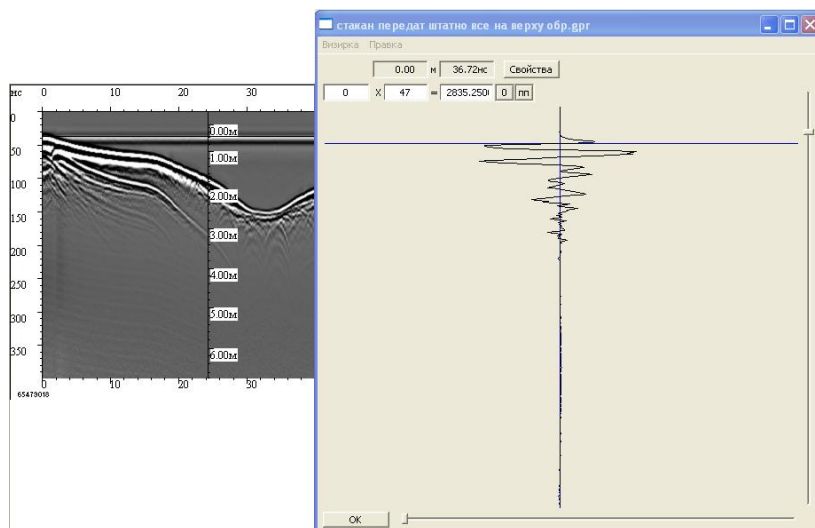 стакан передат штатно все на верху обр.gpr
Визирка Правка
0.00 м 36.72нс Свойства
0 X 47 = 2835.250 0 пп
нс 0 10 20 30
0
50
100
150
200
250
300
350
0.00м
1.00м
2.00м
3.00м
4.00м
5.00м
6.00м
0 10 20 30
65479018
OK